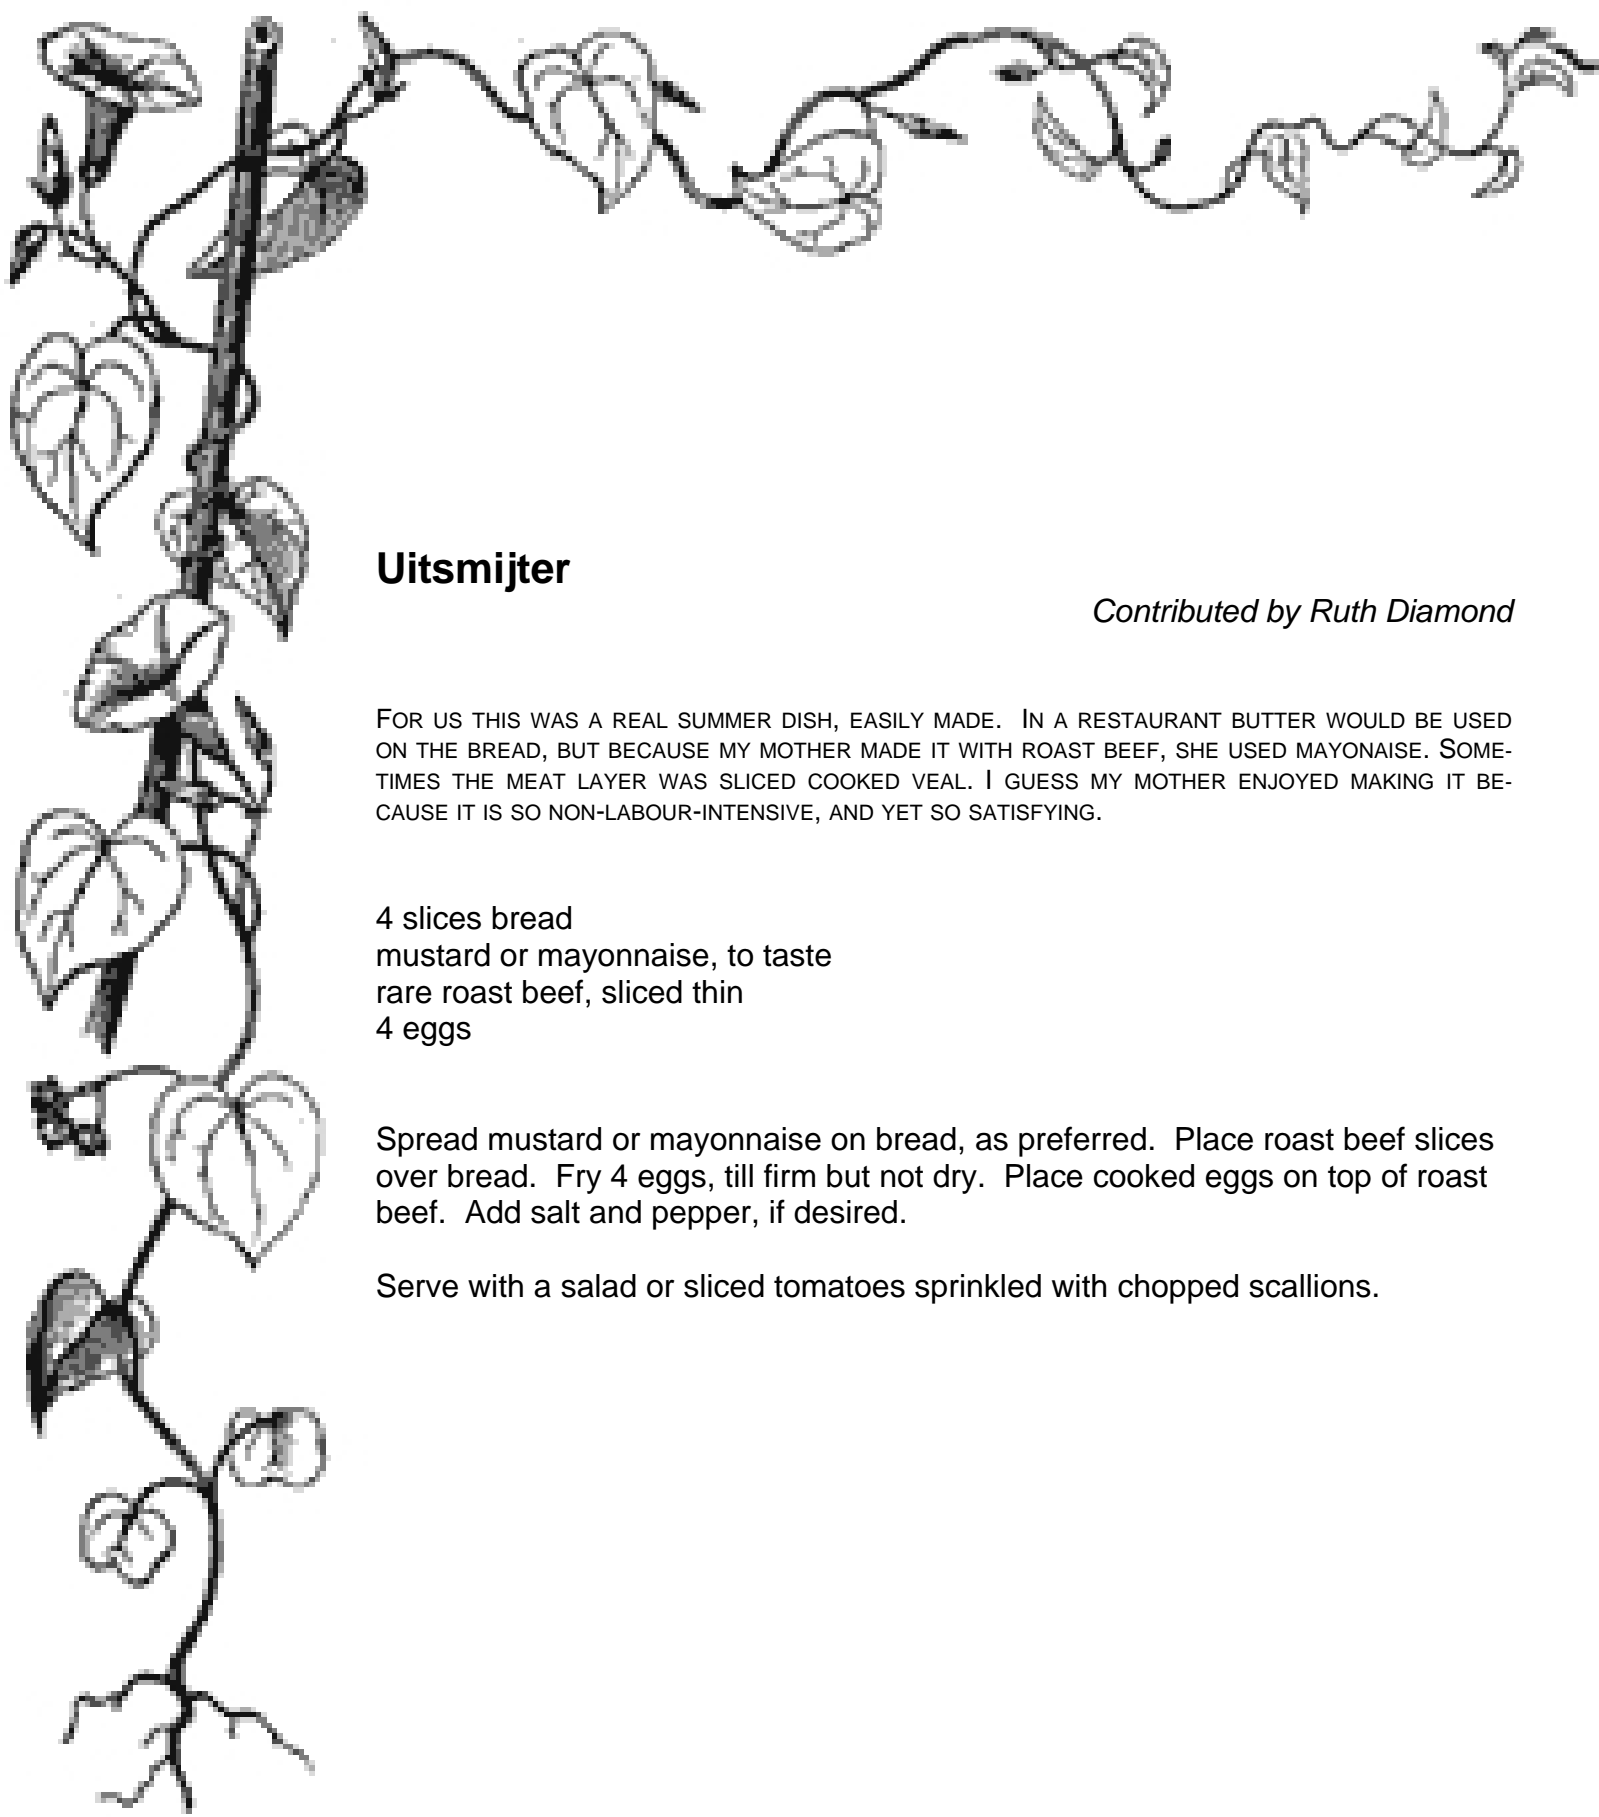 Uitsmijter
Contributed by Ruth Diamond
FOR US THIS WAS A REAL SUMMER DISH, EASILY MADE. IN A RESTAURANT BUTTER WOULD BE USED
ON THE BREAD, BUT BECAUSE MY MOTHER MADE IT WITH ROAST BEEF, SHE USED MAYONAISE. SOME-
TIMES THE MEAT LAYER WAS SLICED COOKED VEAL. I GUESS MY MOTHER ENJOYED MAKING IT BE-
CAUSE IT IS SO NON-LABOUR-INTENSIVE, AND YET SO SATISFYING.
4 slices bread
mustard or mayonnaise, to taste
rare roast beef, sliced thin
4 eggs
Spread mustard or mayonnaise on bread, as preferred. Place roast beef slices
over bread. Fry 4 eggs, till firm but not dry. Place cooked eggs on top of roast
beef. Add salt and pepper, if desired.
Serve with a salad or sliced tomatoes sprinkled with chopped scallions.